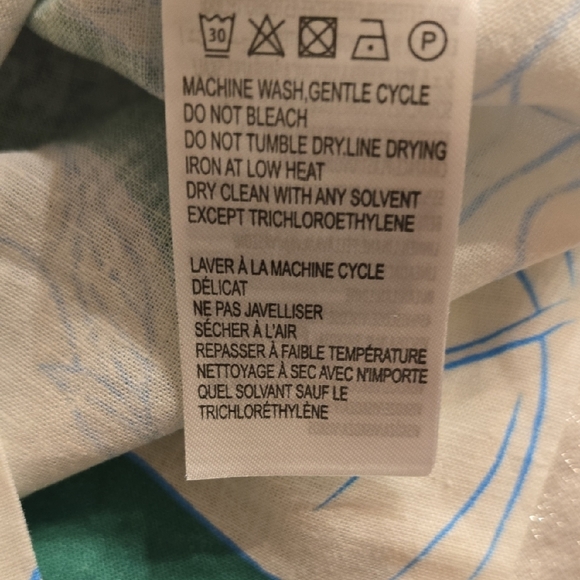 30 P
MACHINE WASH,GENTLE CYCLE
DO NOT BLEACH
DO NOT TUMBLE DRY.LINE DRYING
IRON AT LOW HEAT
DRY CLEAN WITH ANY SOLVENT
EXCEPT TRICHLOROETHYLENE
LAVER À LA MACHINE CYCLE
DÉLICAT
NE PAS JAVELLISER
SÉCHER À L'AIR
REPASSER À FAIBLE TEMPÉRATURE
NETTOYAGE À SEC AVEC N'IMPORTE
QUEL SOLVANT SAUF LE
TRICHLORÉTHYLÈNE